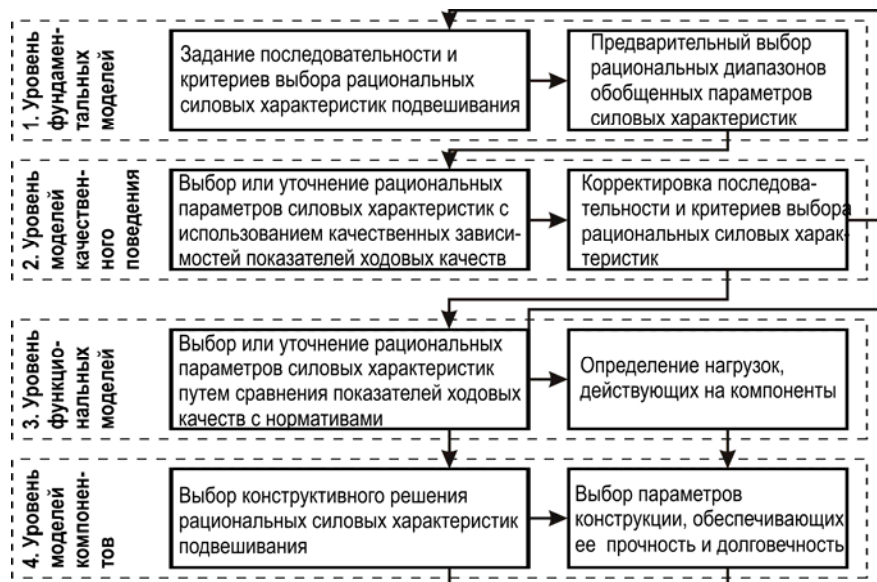 1. Уровень
фундамен-
тальных
моделей
Задание последовательности и
критериев выбора рациональных
силовых характеристик подвешивания
Предварительный выбор
рациональных диапазонов
обобщенных параметров
силовых характеристик
2. Уровень
моделей
качествен-
ного
поведения
Выбор или уточнение рациональных
параметров силовых характеристик с
использованием качественных зависи-
мостей показателей ходовых качеств
Корректировка последова-
тельности и критериев выбора
рациональных силовых харак-
теристик
3. Уровень
функцио-
нальных
моделей
Выбор или уточнение рациональных
параметров силовых характеристик
путем сравнения показателей ходовых
качеств с нормативами
Определение нагрузок,
действующих на компоненты
4. Уровень
моделей
компонен-
тов
Выбор конструктивного решения
рациональных силовых характеристик
подвешивания
Выбор параметров
конструкции, обеспечивающих
ее прочность и долговечность